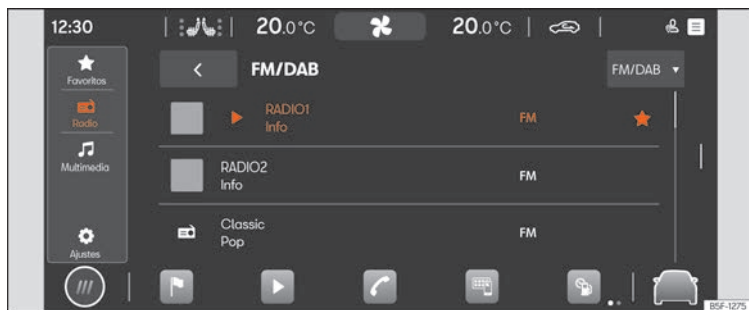 12:30
20.0°C
20.0°C
Favoritos
FM/DAB
FM/DAB
Radio
RADIO1
Info
FM
Multimedia
RADIO2
Info
FM
Classic
Pop
FM
Ajustes
B5F-1275